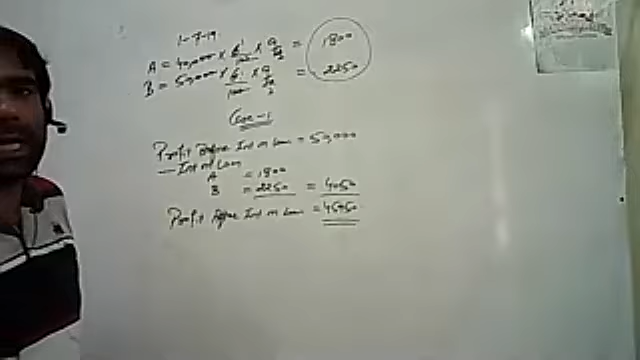 1-7-19.
A = 40,000 × 6/100 × 9/12 = 1800
B = 50,000 × 6/100 × 9/12 = 2250
Case-1
Profit Before Int on Loan = 50,000
- Int on Loan
A = 1800
B = 2250 = 4050
Profit After Int on Loan = 45950